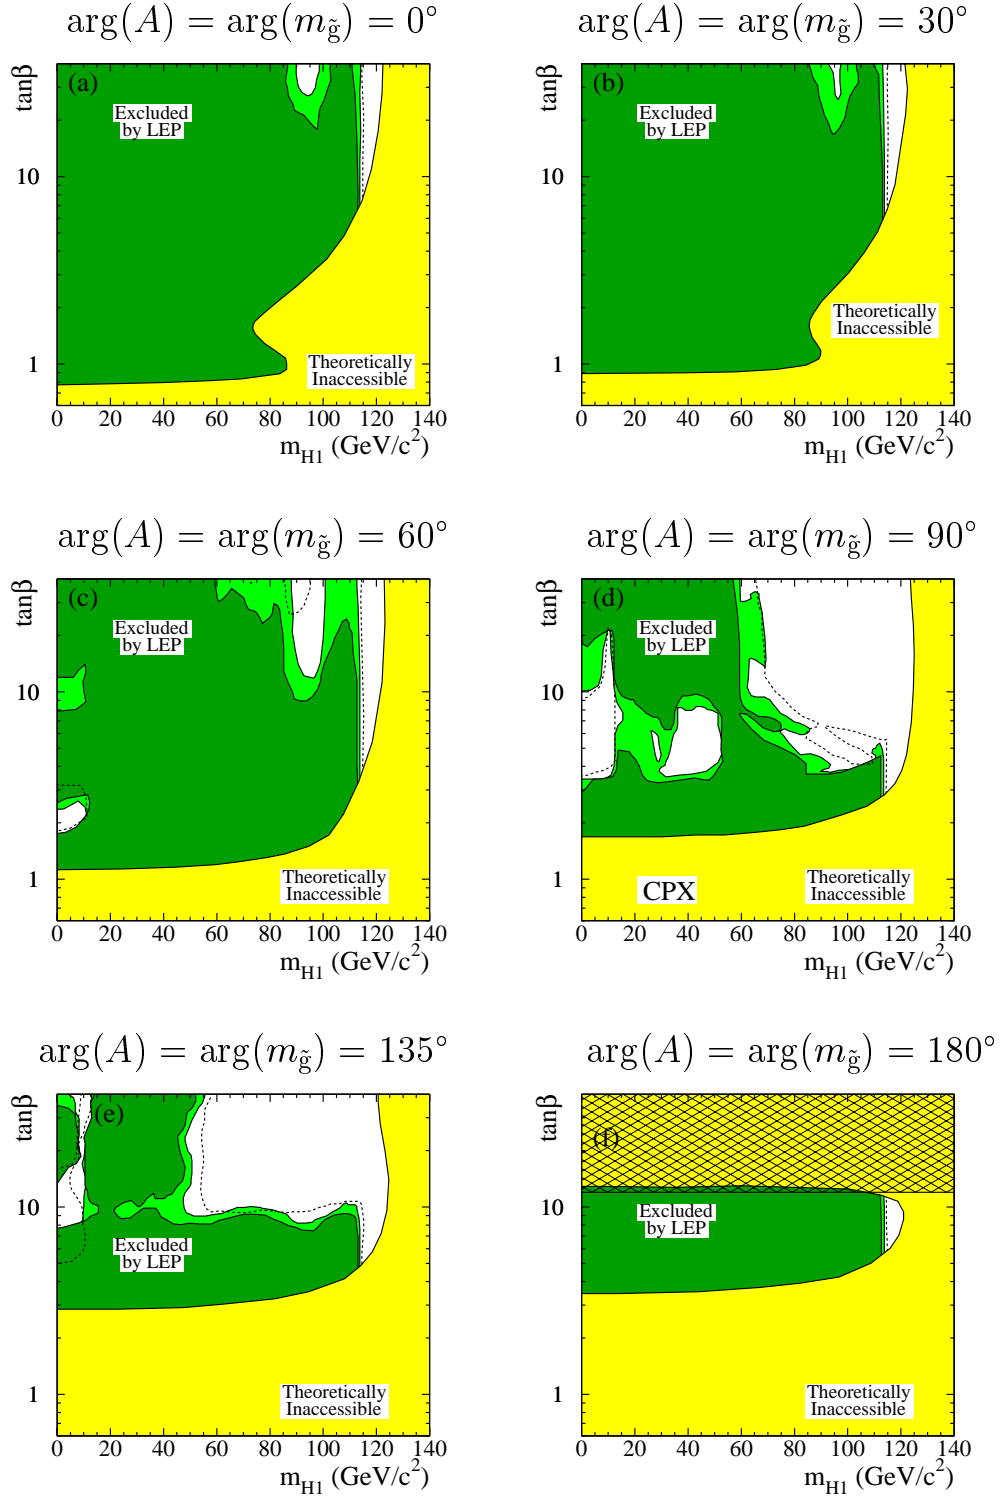 arg(A) = arg(m_g̃) = 0°
arg(A) = arg(m_g̃) = 30°
tanβ
(a)
Excluded
by LEP
10
1
Theoretically
Inaccessible
0 20 40 60 80 100 120 140
m_H1 (GeV/c²)
tanβ
(b)
Excluded
by LEP
10
Theoretically
Inaccessible
1
0 20 40 60 80 100 120 140
m_H1 (GeV/c²)
arg(A) = arg(m_g̃) = 60°
arg(A) = arg(m_g̃) = 90°
tanβ
(c)
Excluded
by LEP
10
1
Theoretically
Inaccessible
0 20 40 60 80 100 120 140
m_H1 (GeV/c²)
tanβ
(d)
Excluded
by LEP
10
1
CPX
Theoretically
Inaccessible
0 20 40 60 80 100 120 140
m_H1 (GeV/c²)
arg(A) = arg(m_g̃) = 135°
arg(A) = arg(m_g̃) = 180°
tanβ
(e)
10
Excluded
by LEP
1
Theoretically
Inaccessible
0 20 40 60 80 100 120 140
m_H1 (GeV/c²)
tanβ
(f)
10
Excluded
by LEP
1
Theoretically
Inaccessible
0 20 40 60 80 100 120 140
m_H1 (GeV/c²)